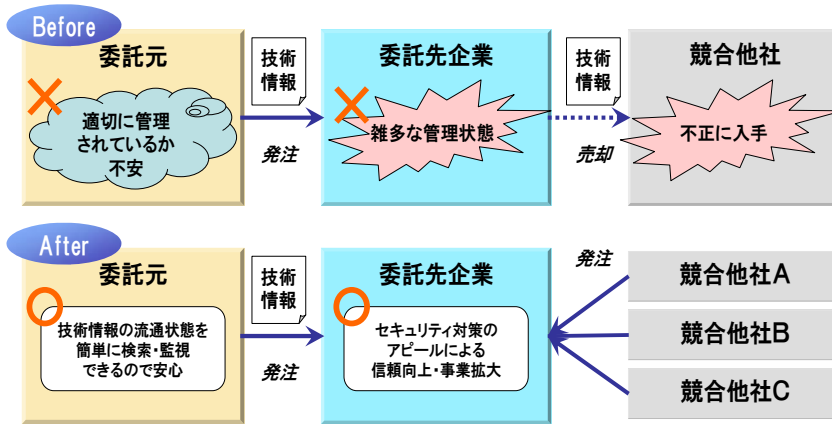 Before
委託元
適切に管理
されているか
不安
技術
情報
発注
委託先企業
雑多な管理状態
技術
情報
売却
競合他社
不正に入手
After
委託元
技術情報の流通状態を
簡単に検索・監視
できるので安心
技術
情報
発注
委託先企業
セキュリティ対策の
アピールによる
信頼向上・事業拡大
発注
競合他社A
競合他社B
競合他社C